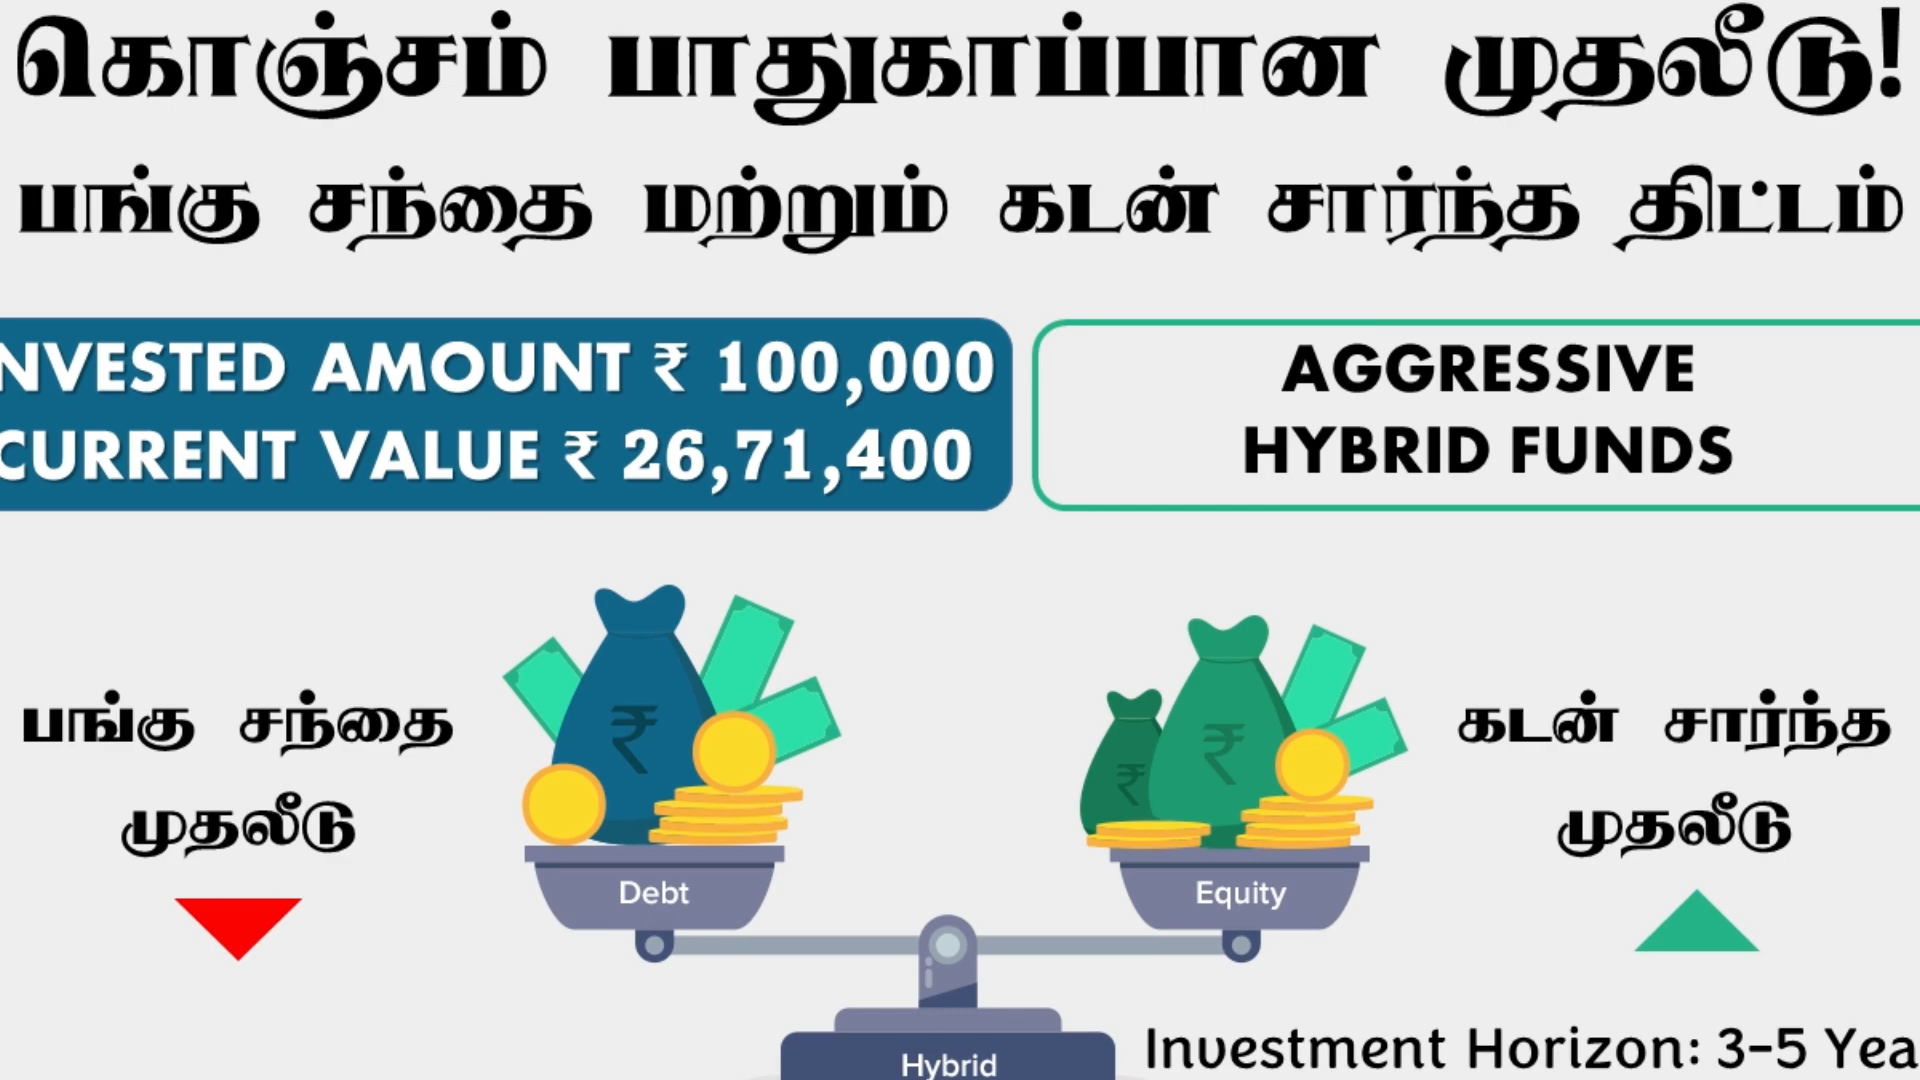 கொஞ்சம் பாதுகாப்பான முதலீடு!
பங்கு சந்தை மற்றும் கடன் சார்ந்த திட்டம்
NVESTED AMOUNT ₹ 100,000
CURRENT VALUE ₹ 26,71,400
AGGRESSIVE
HYBRID FUNDS
பங்கு சந்தை
முதலீடு
₹
Debt
₹
₹
Equity
கடன் சார்ந்த
முதலீடு
Hybrid
Investment Horizon: 3-5 Yea